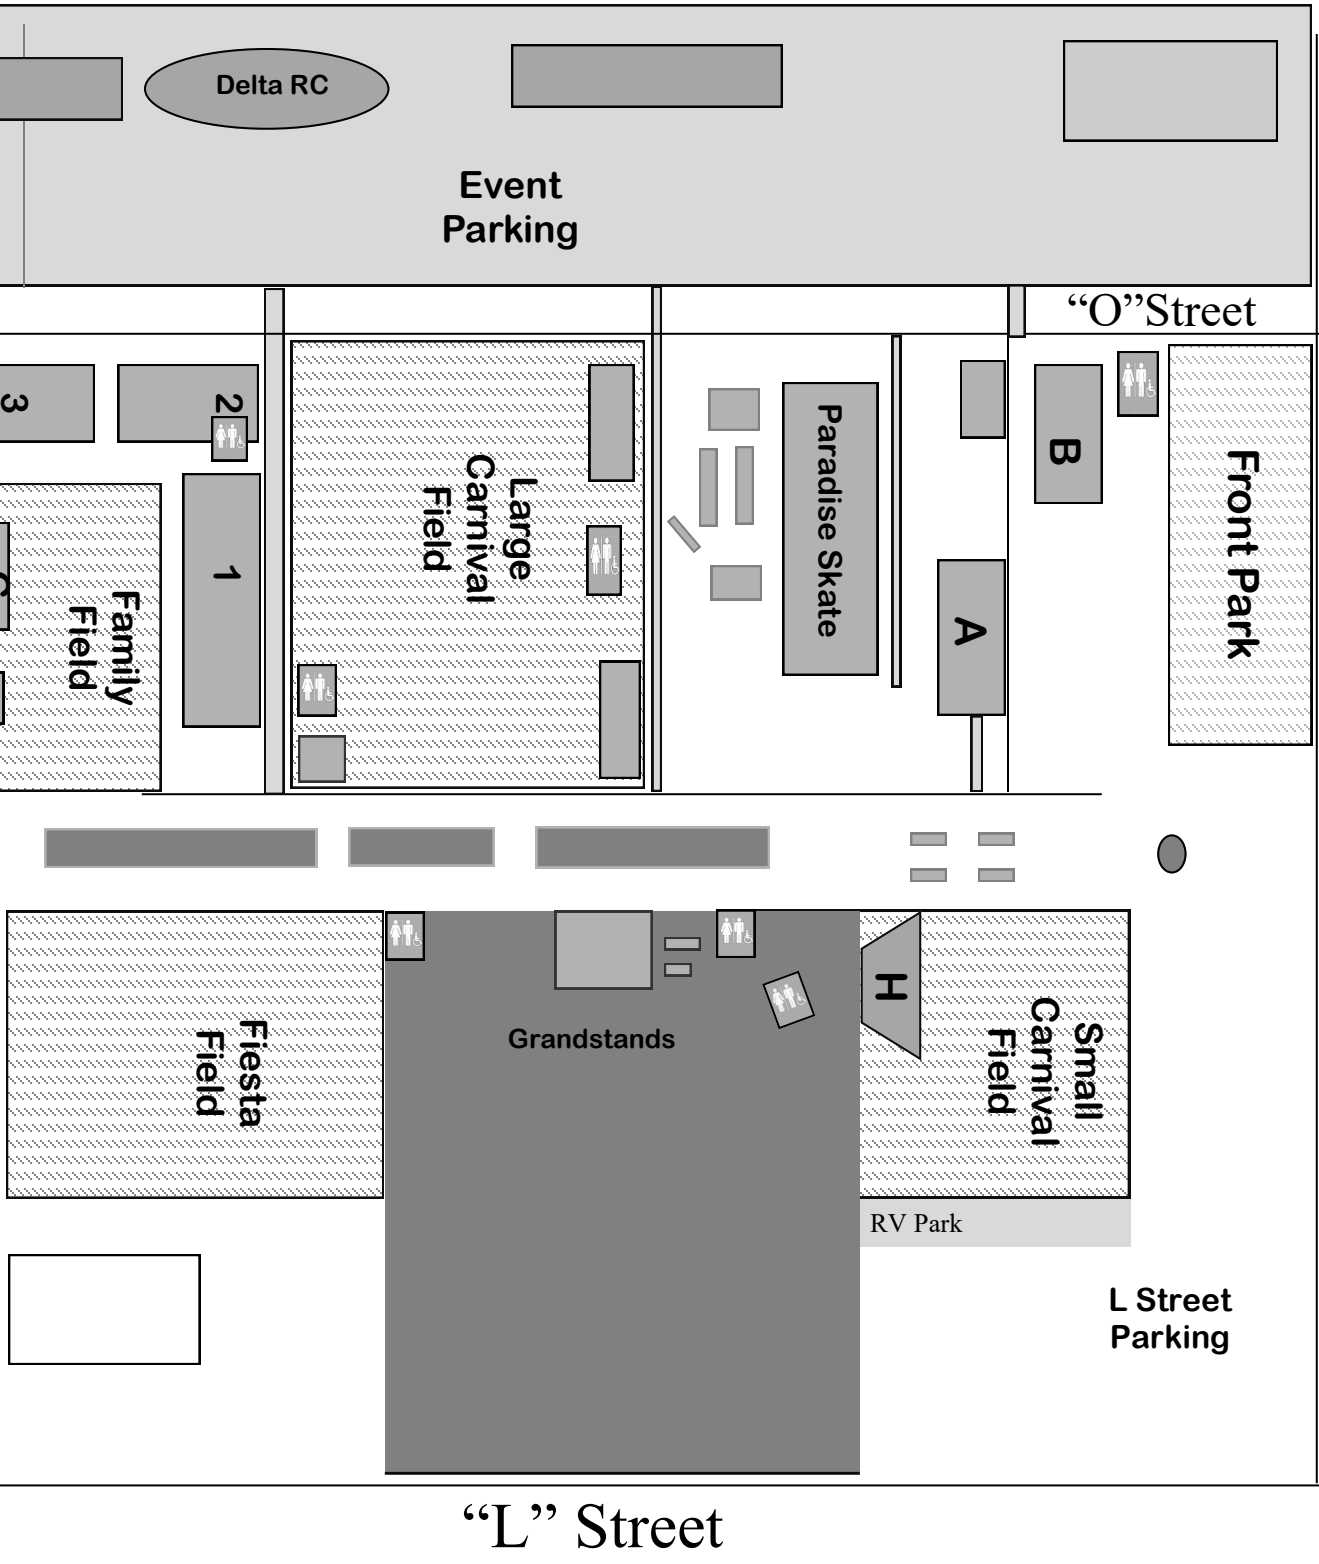 Delta RC
Event
Parking
“O”Street
3
2
1
Family
Field
Large
Carnival
Field
Paradise Skate
B
A
Front Park
H
Small
Carnival
Field
Grandstands
Fiesta
Field
RV Park
L Street
Parking
“L” Street